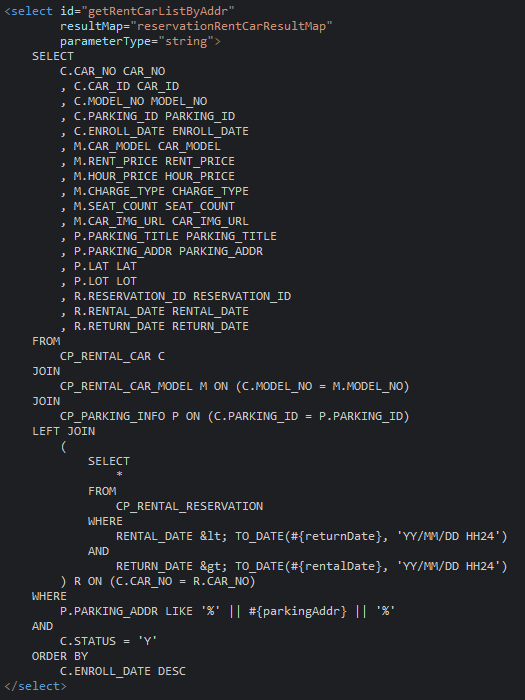 <select id="getRentCarListByAddr"
        resultMap="reservationRentCarResultMap"
        parameterType="string">
    SELECT
        C.CAR_NO CAR_NO
        , C.CAR_ID CAR_ID
        , C.MODEL_NO MODEL_NO
        , C.PARKING_ID PARKING_ID
        , C.ENROLL_DATE ENROLL_DATE
        , M.CAR_MODEL CAR_MODEL
        , M.RENT_PRICE RENT_PRICE
        , M.HOUR_PRICE HOUR_PRICE
        , M.CHARGE_TYPE CHARGE_TYPE
        , M.SEAT_COUNT SEAT_COUNT
        , M.CAR_IMG_URL CAR_IMG_URL
        , P.PARKING_TITLE PARKING_TITLE
        , P.PARKING_ADDR PARKING_ADDR
        , P.LAT LAT
        , P.LOT LOT
        , R.RESERVATION_ID RESERVATION_ID
        , R.RENTAL_DATE RENTAL_DATE
        , R.RETURN_DATE RETURN_DATE
    FROM
        CP_RENTAL_CAR C
    JOIN
        CP_RENTAL_CAR_MODEL M ON (C.MODEL_NO = M.MODEL_NO)
    JOIN
        CP_PARKING_INFO P ON (C.PARKING_ID = P.PARKING_ID)
    LEFT JOIN
        (
            SELECT
                *
            FROM
                CP_RENTAL_RESERVATION
            WHERE
                RENTAL_DATE &lt; TO_DATE(#{returnDate}, 'YY/MM/DD HH24')
            AND
                RETURN_DATE &gt; TO_DATE(#{rentalDate}, 'YY/MM/DD HH24')
        ) R ON (C.CAR_NO = R.CAR_NO)
    WHERE
        P.PARKING_ADDR LIKE '%' || #{parkingAddr} || '%'
    AND
        C.STATUS = 'Y'
    ORDER BY
        C.ENROLL_DATE DESC
</select>